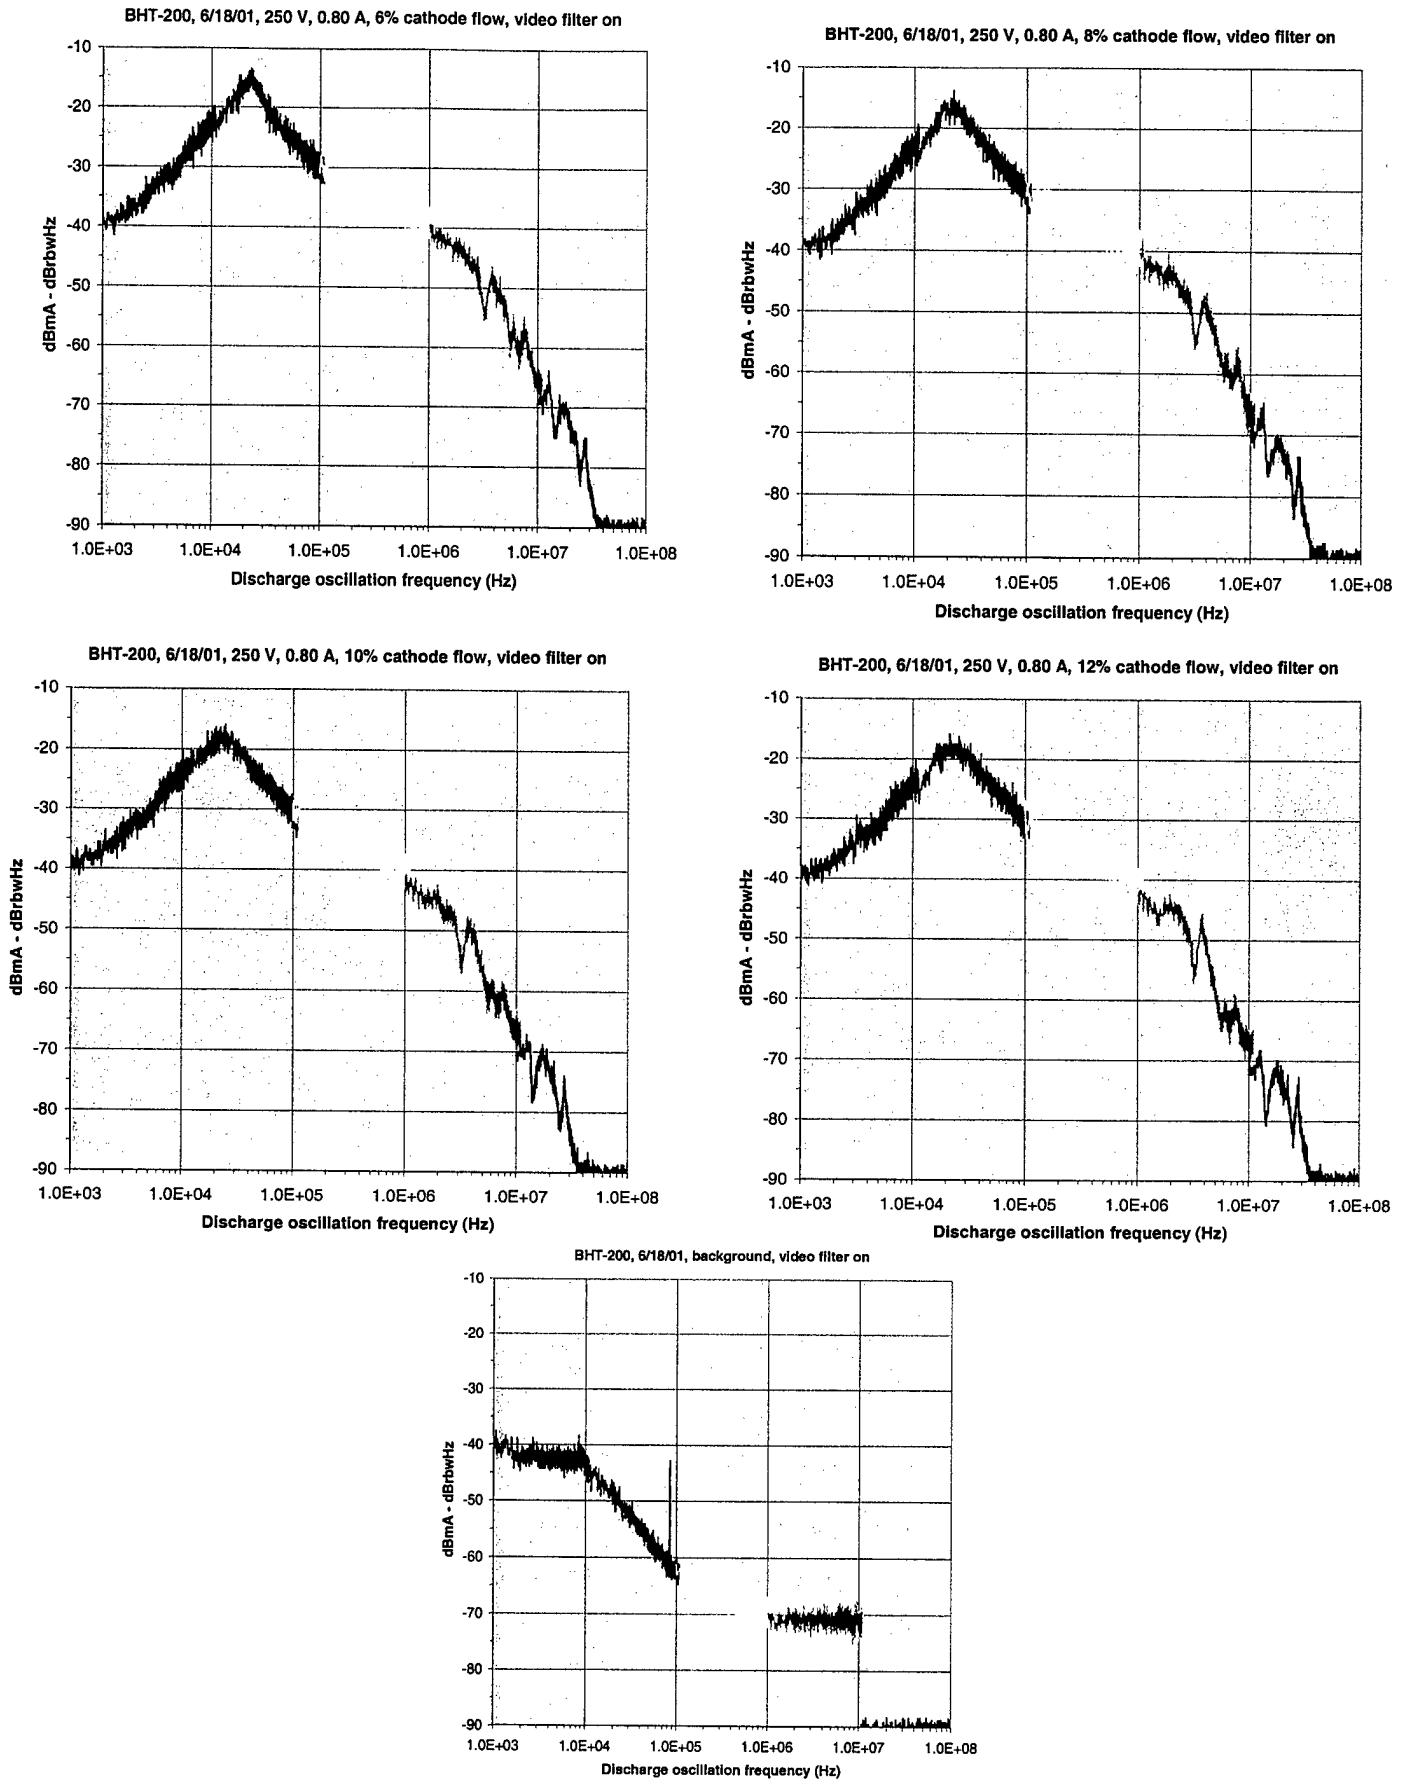 BHT-200, 6/18/01, 250 V, 0.80 A, 6% cathode flow, video filter on
-10
-20
-30
-40
-50
-60
-70
-80
-90
dBmA - dBrbwHz
1.0E+03 1.0E+04 1.0E+05 1.0E+06 1.0E+07 1.0E+08
Discharge oscillation frequency (Hz)
BHT-200, 6/18/01, 250 V, 0.80 A, 8% cathode flow, video filter on
-10
-20
-30
-40
-50
-60
-70
-80
-90
dBmA - dBrbwHz
1.0E+03 1.0E+04 1.0E+05 1.0E+06 1.0E+07 1.0E+08
Discharge oscillation frequency (Hz)
BHT-200, 6/18/01, 250 V, 0.80 A, 10% cathode flow, video filter on
-10
-20
-30
-40
-50
-60
-70
-80
-90
dBmA - dBrbwHz
1.0E+03 1.0E+04 1.0E+05 1.0E+06 1.0E+07 1.0E+08
Discharge oscillation frequency (Hz)
BHT-200, 6/18/01, 250 V, 0.80 A, 12% cathode flow, video filter on
-10
-20
-30
-40
-50
-60
-70
-80
-90
dBmA - dBrbwHz
1.0E+03 1.0E+04 1.0E+05 1.0E+06 1.0E+07 1.0E+08
Discharge oscillation frequency (Hz)
BHT-200, 6/18/01, background, video filter on
-10
-20
-30
-40
-50
-60
-70
-80
-90
dBmA - dBrbwHz
1.0E+03 1.0E+04 1.0E+05 1.0E+06 1.0E+07 1.0E+08
Discharge oscillation frequency (Hz)